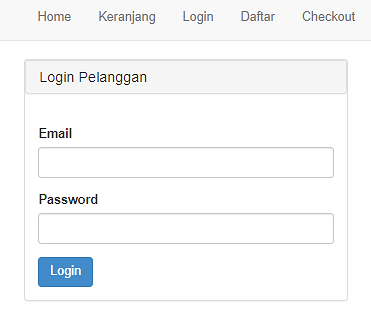 Home Keranjang Login Daftar Checkout
Login Pelanggan
Email
Password
Login